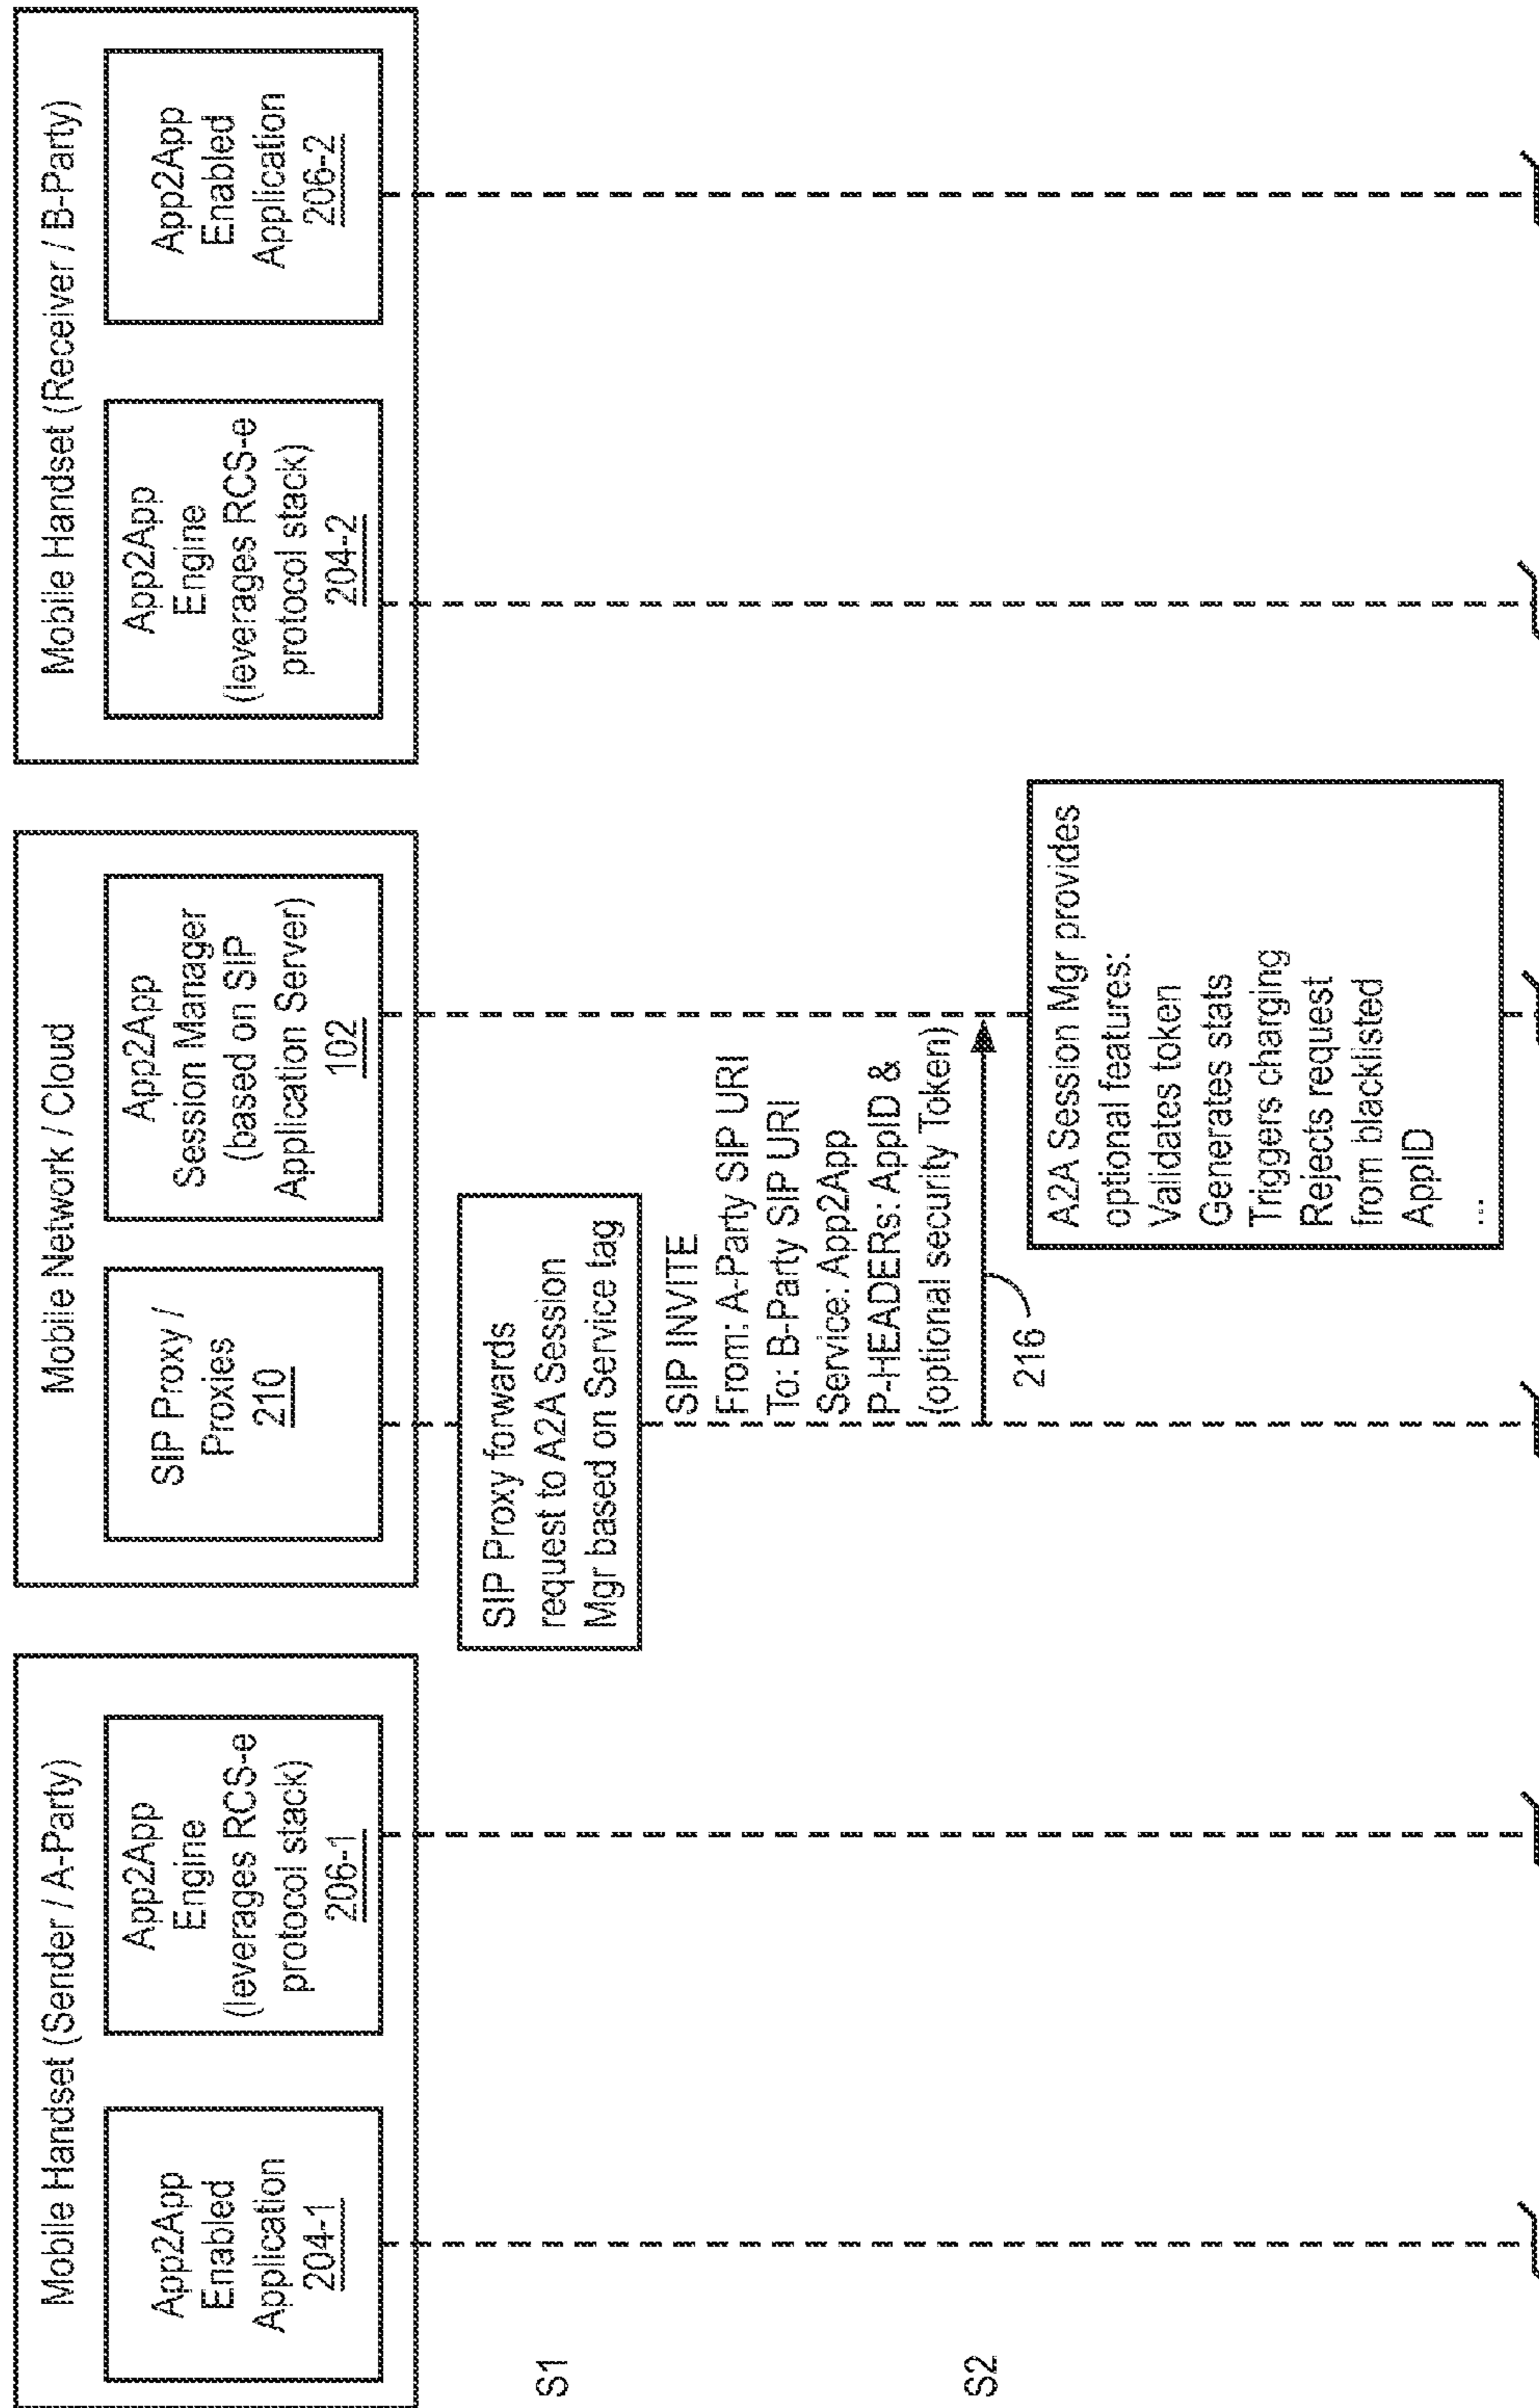 Mobile Handset (Sender / A-Party)
App2App
Enabled
Application
204-1
App2App
Engine
(leverages RCS-e
protocol stack)
206-1
Mobile Network / Cloud
SIP Proxy /
Proxies
210
App2App
Session Manager
(based on SIP
Application Server)
102
Mobile Handset (Receiver / B-Party)
App2App
Engine
(leverages RCS-e
protocol stack)
204-2
App2App
Enabled
Application
206-2
S1
SIP Proxy forwards
request to A2A Session
Mgr based on Service tag
SIP INVITE
From: A-Party SIP URI
To: B-Party SIP URI
Service: App2App
P-HEADERs: AppID &
(optional security Token)
S2
216
A2A Session Mgr provides
optional features:
Validates token
Generates stats
Triggers charging
Rejects request
from blacklisted
AppID
...